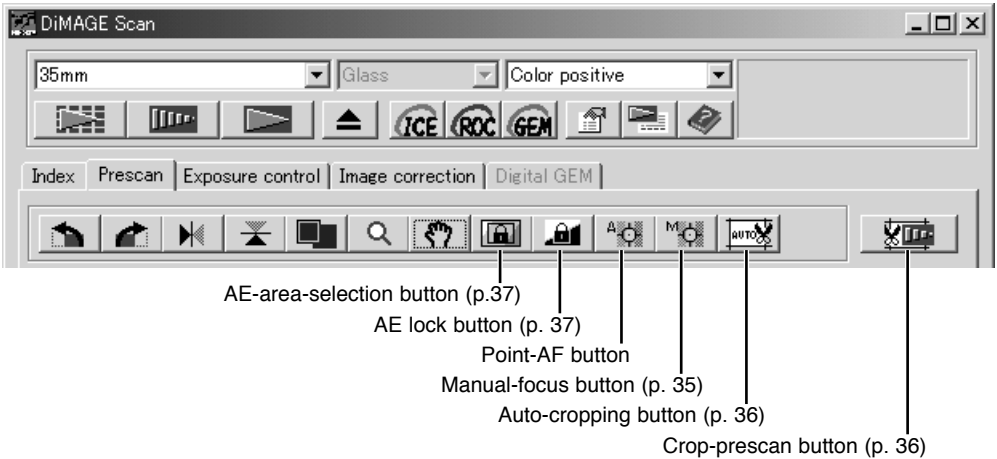 DiMAGE Scan
35mm Glass Color positive
ICE ROC GEM
Index Prescan Exposure control Image correction Digital GEM
A M AUTO
AE-area-selection button (p.37)
AE lock button (p. 37)
Point-AF button
Manual-focus button (p. 35)
Auto-cropping button (p. 36)
Crop-prescan button (p. 36)